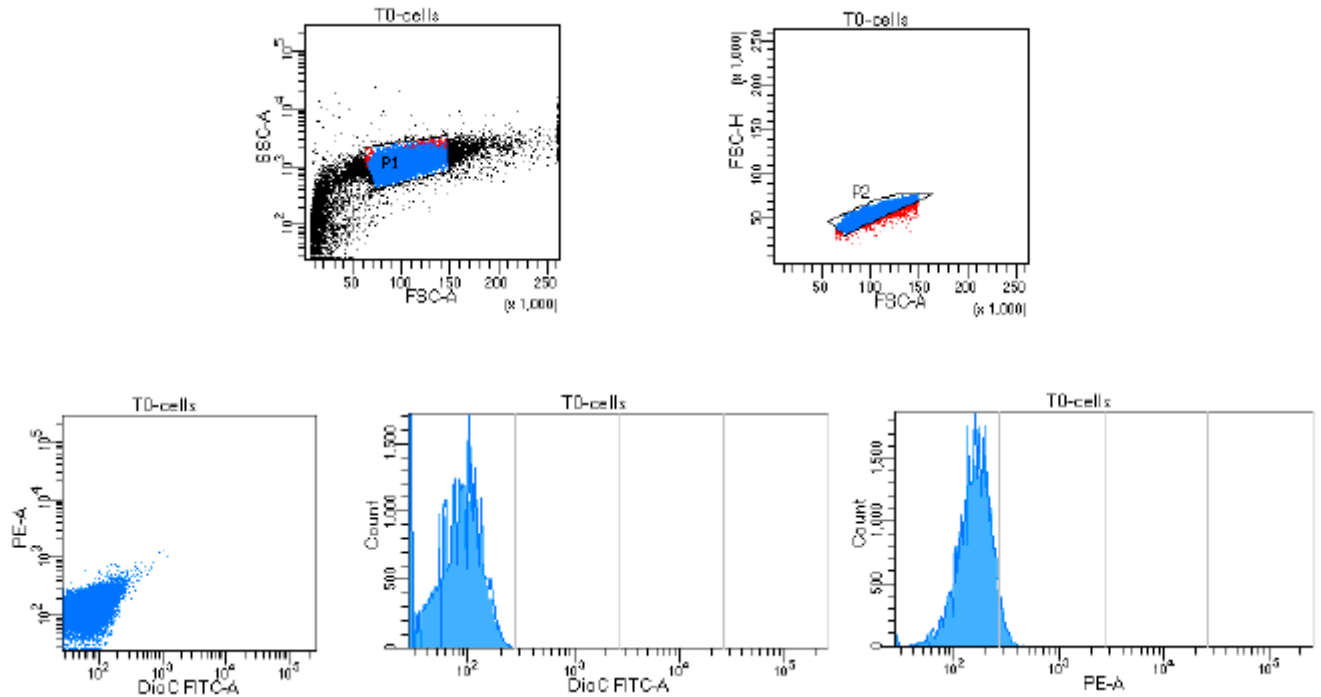 T0-cells
SSC-A
10^5
10^4
10^3
10^2
P1
50 100 150 200 250
FSC-A
(x 1,000)
T0-cells
(x 1,000)
FSC-H
250
200
150
100
50
P2
50 100 150 200 250
FSC-A
(x 1,000)
T0-cells
PE-A
10^5
10^4
10^3
10^2
10^2 10^3 10^4 10^5
DiaC FITC-A
T0-cells
Count
1,500
1,000
500
0
10^2 10^3 10^4 10^5
DiaC FITC-A
T0-cells
Count
1,500
1,000
500
0
10^2 10^3 10^4 10^5
PE-A